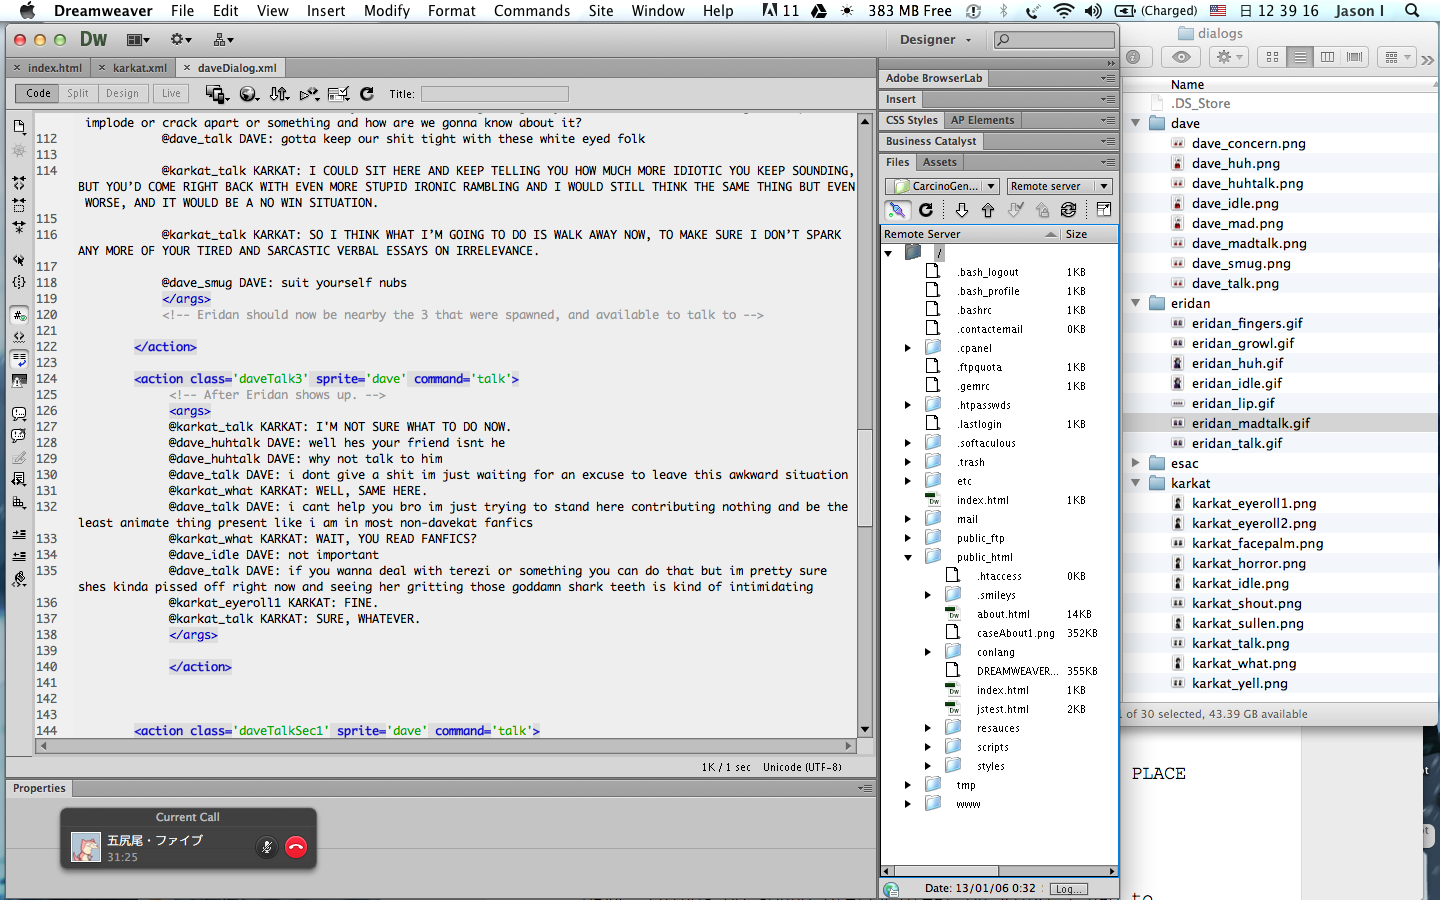 Dreamweaver File Edit View Insert Modify Format Commands Site Window Help 11 383 MB Free (Charged) 日 12 39 16 Jason I
Dw Designer
index.html karkat.xml daveDialog.xml
Code Split Design Live Title:
implode or crack apart or something and how are we gonna know about it?
112 @dave_talk DAVE: gotta keep our shit tight with these white eyed folk
113
114 @karkat_talk KARKAT: I COULD SIT HERE AND KEEP TELLING YOU HOW MUCH MORE IDIOTIC YOU KEEP SOUNDING,
BUT YOU’D COME RIGHT BACK WITH EVEN MORE STUPID IRONIC RAMBLING AND I WOULD STILL THINK THE SAME THING BUT EVEN
WORSE, AND IT WOULD BE A NO WIN SITUATION.
115
116 @karkat_talk KARKAT: SO I THINK WHAT I’M GOING TO DO IS WALK AWAY NOW, TO MAKE SURE I DON’T SPARK
ANY MORE OF YOUR TIRED AND SARCASTIC VERBAL ESSAYS ON IRRELEVANCE.
117
118 @dave_smug DAVE: suit yourself nubs
119 </args>
120 <!-- Eridan should now be nearby the 3 that were spawned, and available to talk to -->
121
122 </action>
123
124 <action class='daveTalk3' sprite='dave' command='talk'>
125 <!-- After Eridan shows up. -->
126 <args>
127 @karkat_talk KARKAT: I'M NOT SURE WHAT TO DO NOW.
128 @dave_huhtalk DAVE: well hes your friend isnt he
129 @dave_huhtalk DAVE: why not talk to him
130 @dave_talk DAVE: i dont give a shit im just waiting for an excuse to leave this awkward situation
131 @karkat_what KARKAT: WELL, SAME HERE.
132 @dave_talk DAVE: i cant help you bro im just trying to stand here contributing nothing and be the
least animate thing present like i am in most non-davekat fanfics
133 @karkat_what KARKAT: WAIT, YOU READ FANFICS?
134 @dave_idle DAVE: not important
135 @dave_talk DAVE: if you wanna deal with terezi or something you can do that but im pretty sure
shes kinda pissed off right now and seeing her gritting those goddamn shark teeth is kind of intimidating
136 @karkat_eyeroll1 KARKAT: FINE.
137 @karkat_talk KARKAT: SURE, WHATEVER.
138 </args>
139
140 </action>
141
142
143
144 <action class='daveTalkSec1' sprite='dave' command='talk'>
1K / 1 sec Unicode (UTF-8)
Properties
Current Call
五尻尾・ファイブ
31:25
Adobe BrowserLab
Insert
CSS Styles AP Elements
Business Catalyst
Files Assets
CarcinoGen... Remote server
Remote Server Size
/
.bash_logout 1KB
.bash_profile 1KB
.bashrc 1KB
.contactemail 0KB
.cpanel
.ftpquota 1KB
.gemrc 1KB
.htpasswds
.lastlogin 1KB
.softaculous
.trash
etc
index.html 1KB
mail
public_ftp
public_html
.htaccess 0KB
.smileys
about.html 14KB
caseAbout1.png 352KB
conlang
DREAMWEAVER... 355KB
index.html 1KB
jstest.html 2KB
resauces
scripts
styles
tmp
www
Date: 13/01/06 0:32 Log...
dialogs
Name
.DS_Store
dave
dave_concern.png
dave_huh.png
dave_huhtalk.png
dave_idle.png
dave_mad.png
dave_madtalk.png
dave_smug.png
dave_talk.png
eridan
eridan_fingers.gif
eridan_growl.gif
eridan_huh.gif
eridan_idle.gif
eridan_lip.gif
eridan_madtalk.gif
eridan_talk.gif
esac
karkat
karkat_eyeroll1.png
karkat_eyeroll2.png
karkat_facepalm.png
karkat_horror.png
karkat_idle.png
karkat_shout.png
karkat_sullen.png
karkat_talk.png
karkat_what.png
karkat_yell.png
of 30 selected, 43.39 GB available
PLACE
to